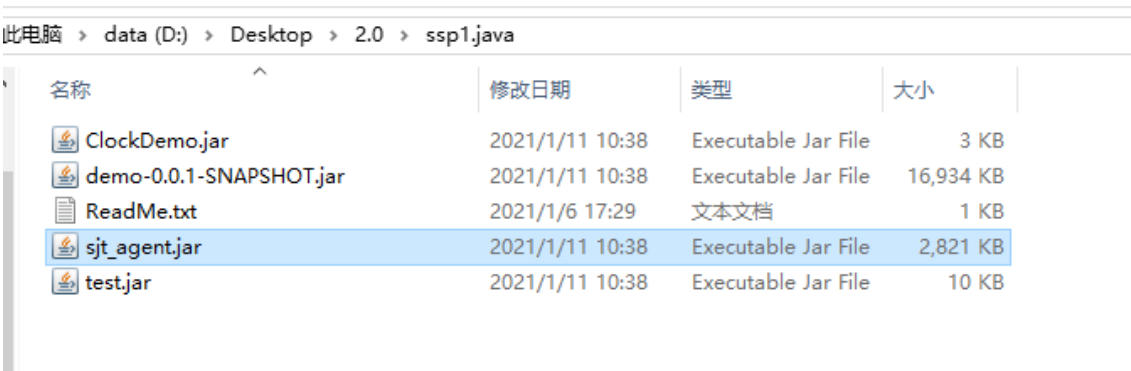 此电脑 > data (D:) > Desktop > 2.0 > ssp1.java
名称 修改日期 类型 大小
ClockDemo.jar 2021/1/11 10:38 Executable Jar File 3 KB
demo-0.0.1-SNAPSHOT.jar 2021/1/11 10:38 Executable Jar File 16,934 KB
ReadMe.txt 2021/1/6 17:29 文本文档 1 KB
sjt_agent.jar 2021/1/11 10:38 Executable Jar File 2,821 KB
test.jar 2021/1/11 10:38 Executable Jar File 10 KB